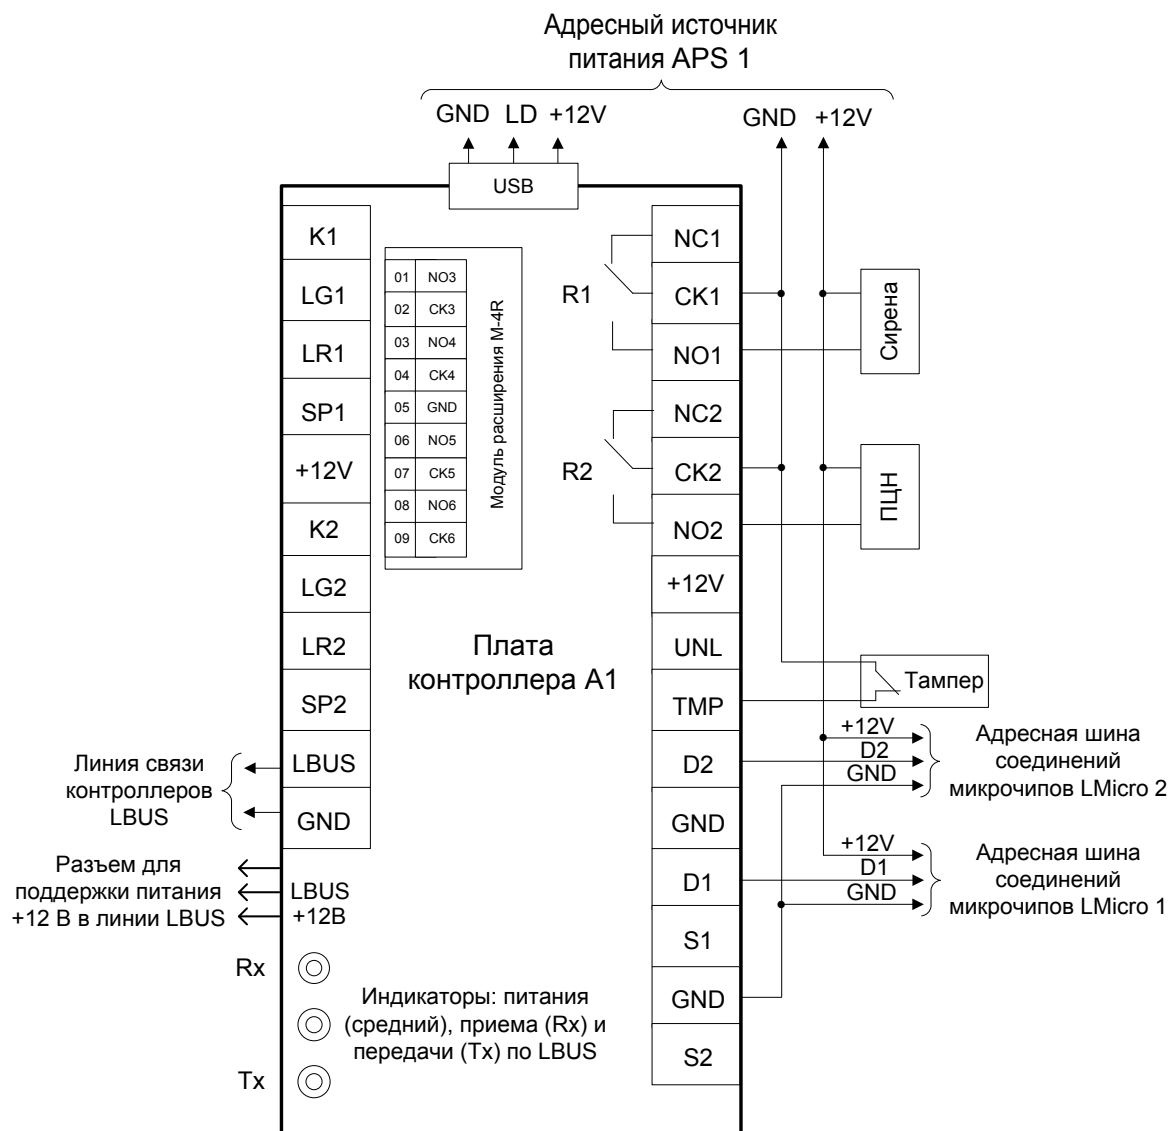 Адресный источник
питания APS 1
GND LD +12V
GND +12V
USB
K1
LG1
LR1
SP1
+12V
K2
LG2
LR2
SP2
LBUS
GND
01 NO3
02 CK3
03 NO4
04 CK4
05 GND
06 NO5
07 CK5
08 NO6
09 CK6
Модуль расширения M-4R
R1
R2
NC1
CK1
NO1
NC2
CK2
NO2
+12V
UNL
TMP
D2
GND
D1
S1
GND
S2
Сирена
ПЦН
Тампер
Плата
контроллера А1
+12V
D2
GND
Адресная шина
соединений
микрочипов LMicro 2
+12V
D1
GND
Адресная шина
соединений
микрочипов LMicro 1
Линия связи
контроллеров
LBUS
Разъем для
поддержки питания
+12 В в линии LBUS
LBUS
+12В
Rx
Tx
Индикаторы: питания
(средний), приема (Rx) и
передачи (Tx) по LBUS